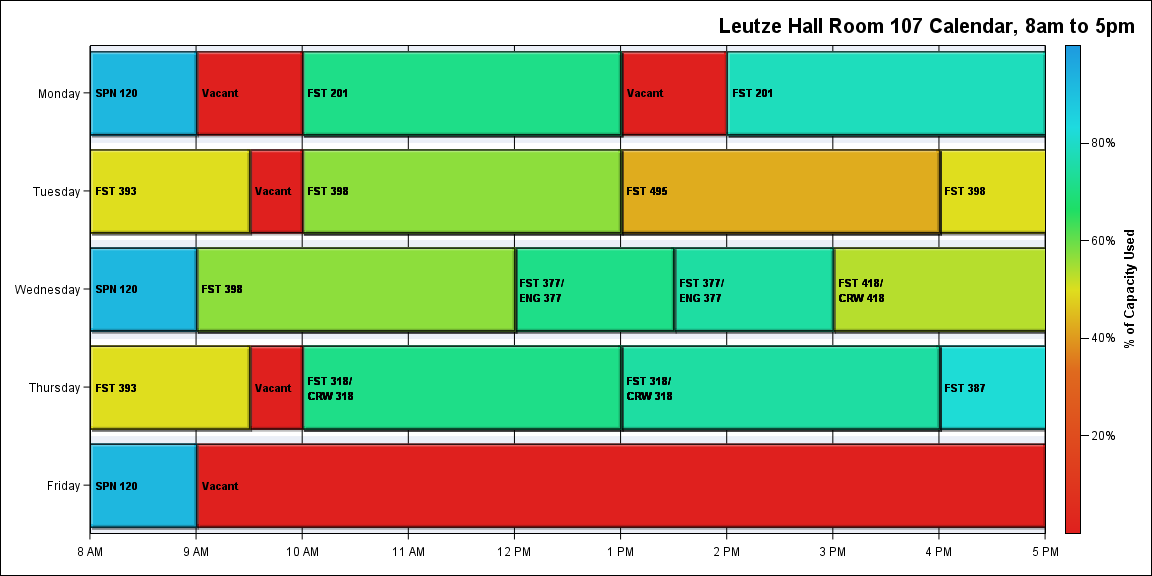 Leutze Hall Room 107 Calendar, 8am to 5pm
Monday
SPN 120
Vacant
FST 201
Vacant
FST 201
Tuesday
FST 393
Vacant
FST 398
FST 495
FST 398
Wednesday
SPN 120
FST 398
FST 377/
ENG 377
FST 377/
ENG 377
FST 418/
CRW 418
Thursday
FST 393
Vacant
FST 318/
CRW 318
FST 318/
CRW 318
FST 387
Friday
SPN 120
Vacant
8 AM
9 AM
10 AM
11 AM
12 PM
1 PM
2 PM
3 PM
4 PM
5 PM
80%
60%
40%
20%
% of Capacity Used